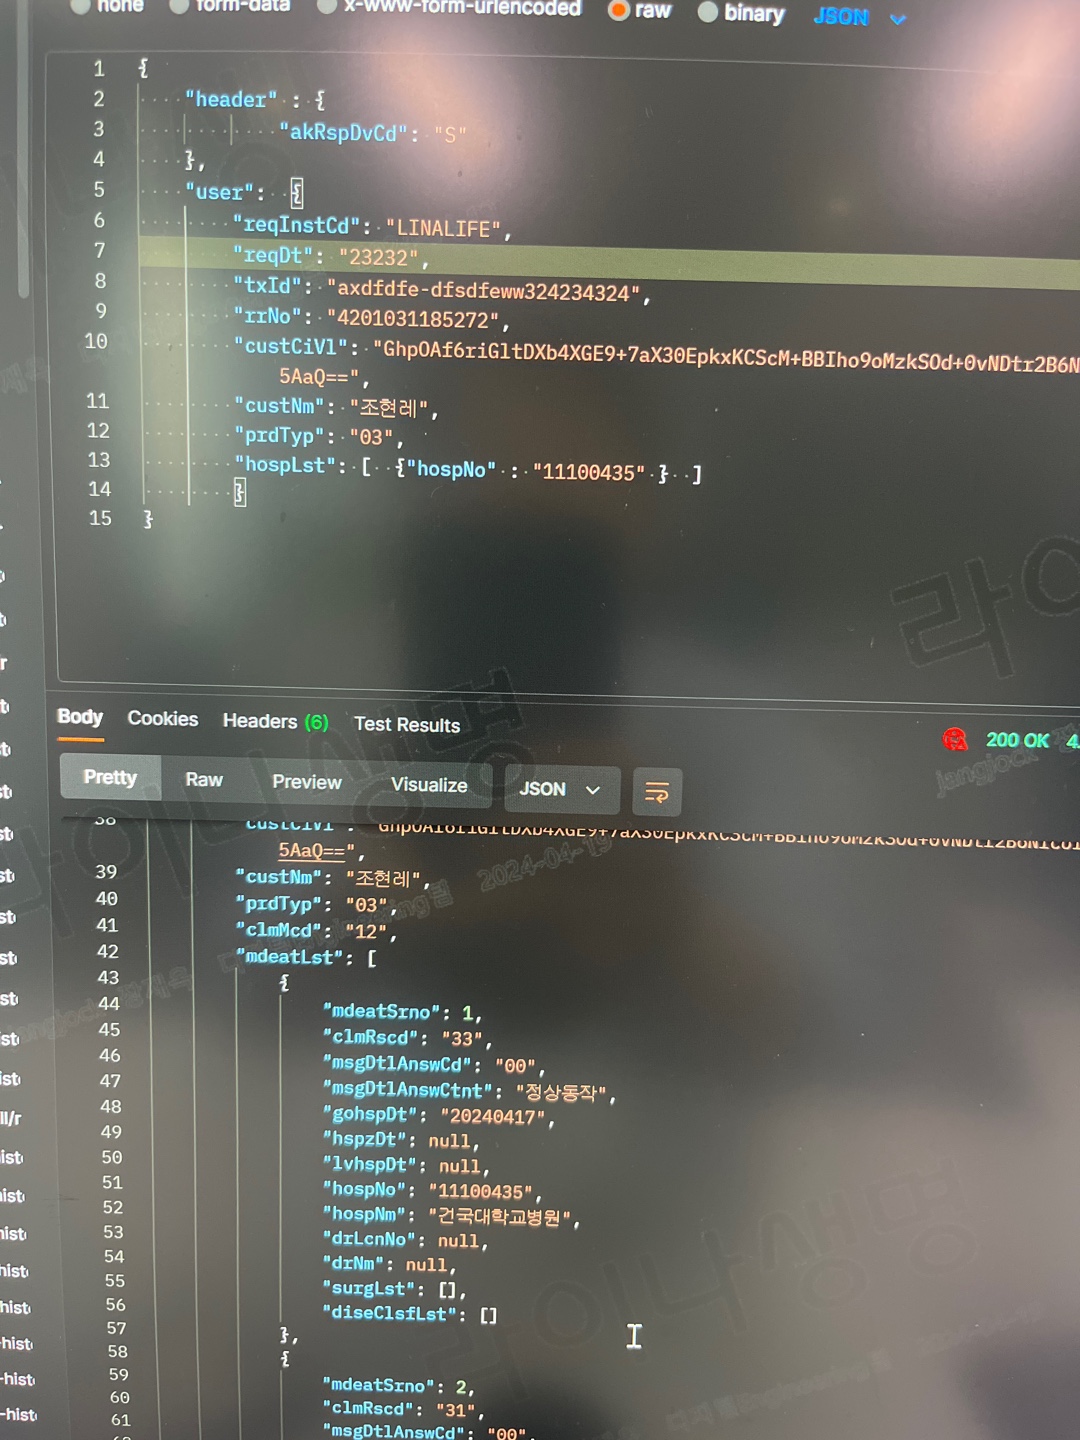 none form-data x-www-form-urlencoded raw binary JSON
1 {
2 "header" : {
3 "akRspDvCd": "S"
4 },
5 "user": {
6 "reqInstCd": "LINALIFE",
7 "reqDt": "23232",
8 "txId": "axdfdfe-dfsdfeww324234324",
9 "rrNo": "4201031185272",
10 "custCiVl": "GhpOAf6riGltDXb4XGE9+7aX30EpkxKCScM+BBIho9oMzkSOd+0vNDtr2B6N
5AaQ==",
11 "custNm": "조현레",
12 "prdTyp": "03",
13 "hospLst": [ {"hospNo" : "11100435" } ]
14 }
15 }
Body Cookies Headers (6) Test Results 200 OK
Pretty Raw Preview Visualize JSON
38 "custCiVl":
5AaQ==",
39 "custNm": "조현레",
40 "prdTyp": "03",
41 "clmMcd": "12",
42 "mdeatLst": [
43 {
44 "mdeatSrno": 1,
45 "clmRscd": "33",
46 "msgDtlAnswCd": "00",
47 "msgDtlAnswCtnt": "정상동작",
48 "gohspDt": "20240417",
49 "hspzDt": null,
50 "lvhspDt": null,
51 "hospNo": "11100435",
52 "hospNm": "건국대학교병원",
53 "drLcnNo": null,
54 "drNm": null,
55 "surgLst": [],
56 "diseClsfLst": []
57 },
58 {
59 "mdeatSrno": 2,
60 "clmRscd": "31",
61 "msgDtlAnswCd": "00",
라이나생명
2024-04-19